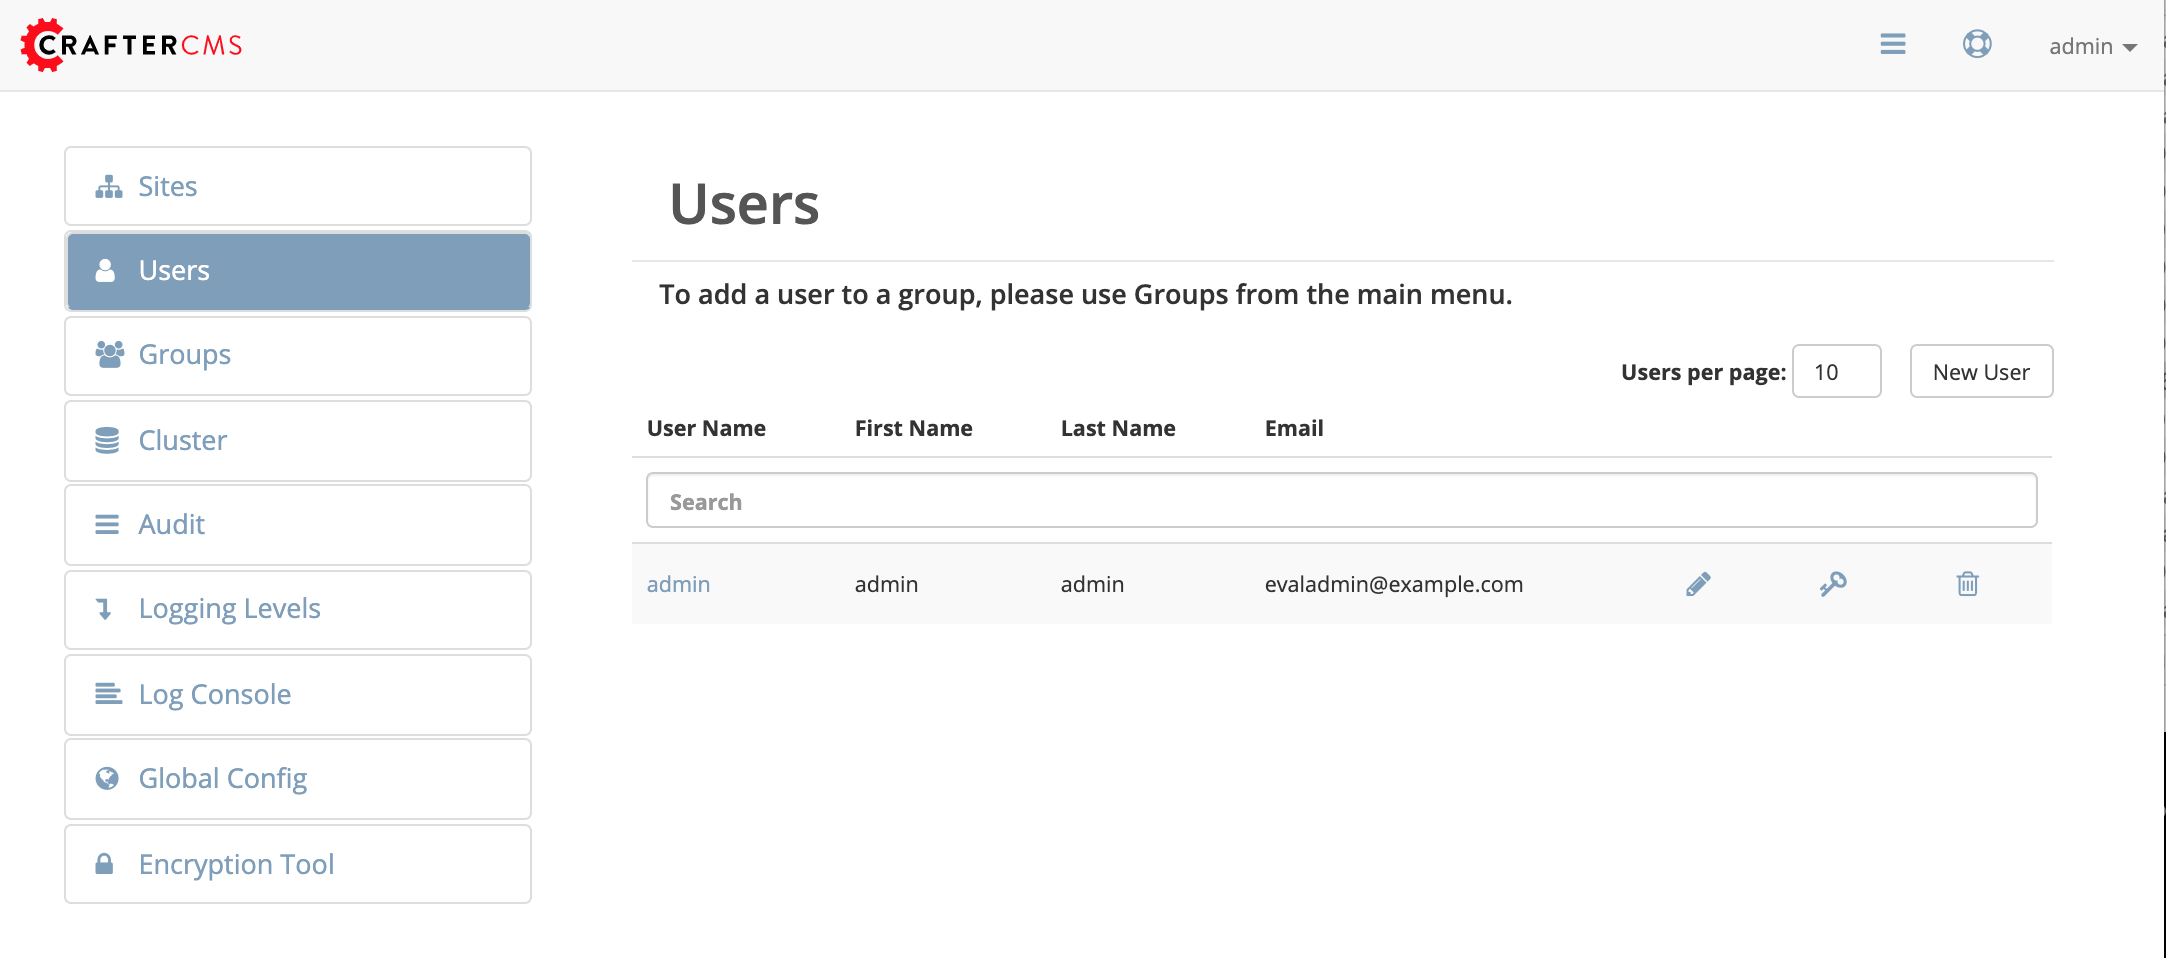 CRAFTERCMS
admin
Sites
Users
Groups
Cluster
Audit
Logging Levels
Log Console
Global Config
Encryption Tool
Users
To add a user to a group, please use Groups from the main menu.
Users per page: 10 New User
User Name First Name Last Name Email
Search
admin admin admin evaladmin@example.com